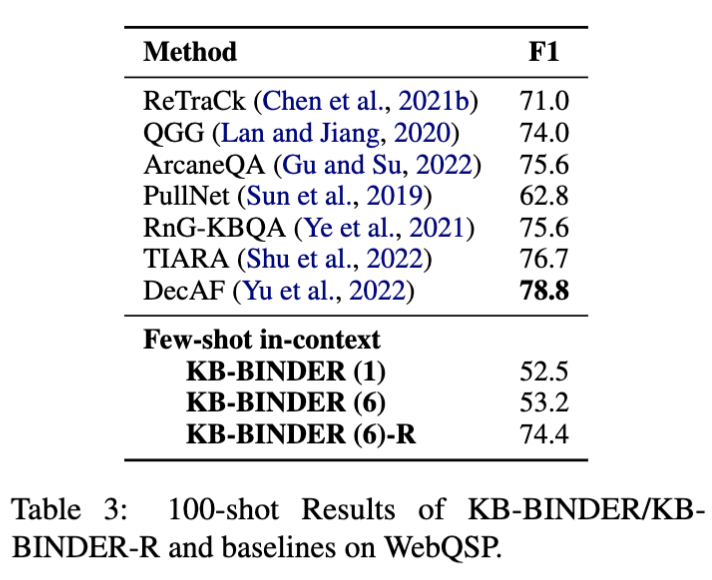 Method F1
ReTraCk (Chen et al., 2021b) 71.0
QGG (Lan and Jiang, 2020) 74.0
ArcaneQA (Gu and Su, 2022) 75.6
PullNet (Sun et al., 2019) 62.8
RnG-KBQA (Ye et al., 2021) 75.6
TIARA (Shu et al., 2022) 76.7
DecAF (Yu et al., 2022) 78.8
Few-shot in-context
KB-BINDER (1) 52.5
KB-BINDER (6) 53.2
KB-BINDER (6)-R 74.4
Table 3: 100-shot Results of KB-BINDER/KB-
BINDER-R and baselines on WebQSP.